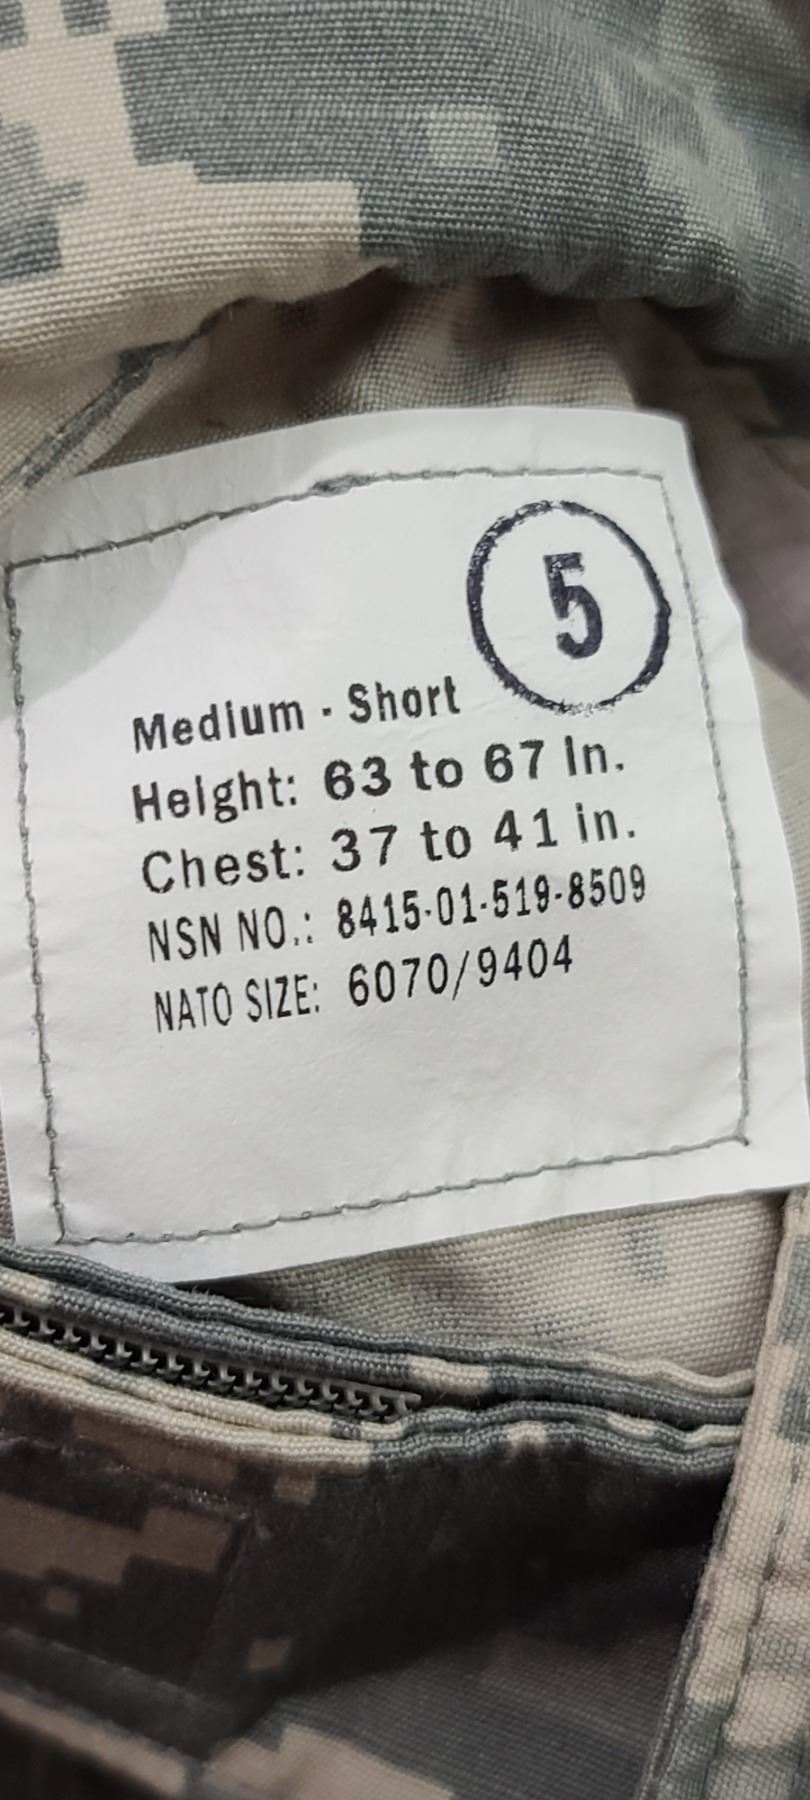 5
Medium - Short
Height: 63 to 67 In.
Chest: 37 to 41 in.
NSN NO.: 8415-01-519-8509
NATO SIZE: 6070/9404